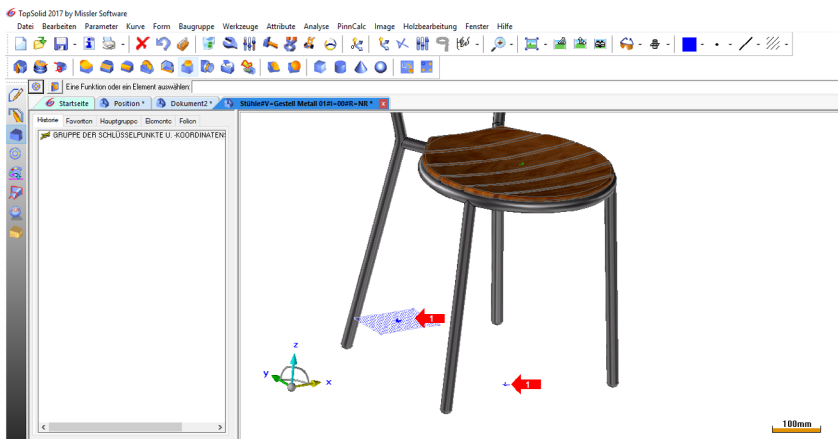 TopSolid 2017 by Missler Software
Datei Bearbeiten Parameter Kurve Form Baugruppe Werkzeuge Attribute Analyse PinnCalc Image Holzbearbeitung Fenster Hilfe
Eine Funktion oder ein Element auswählen:
Startseite Position * Dokument2 * Stühle#V=Gestell Metall 01#I=00#R=NR *
Historie Favoriten Hauptgruppe Elemente Folien
GRUPPE DER SCHLÜSSELPUNKTE U. -KOORDINATENS
1
z
y
x
1
100mm